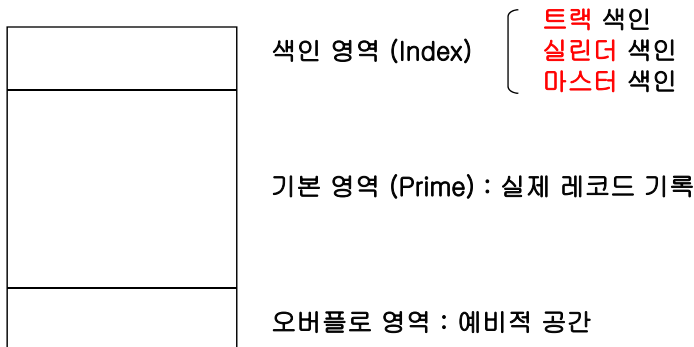 색인 영역 (Index)
트랙 색인
실린더 색인
마스터 색인
기본 영역 (Prime) : 실제 레코드 기록
오버플로 영역 : 예비적 공간